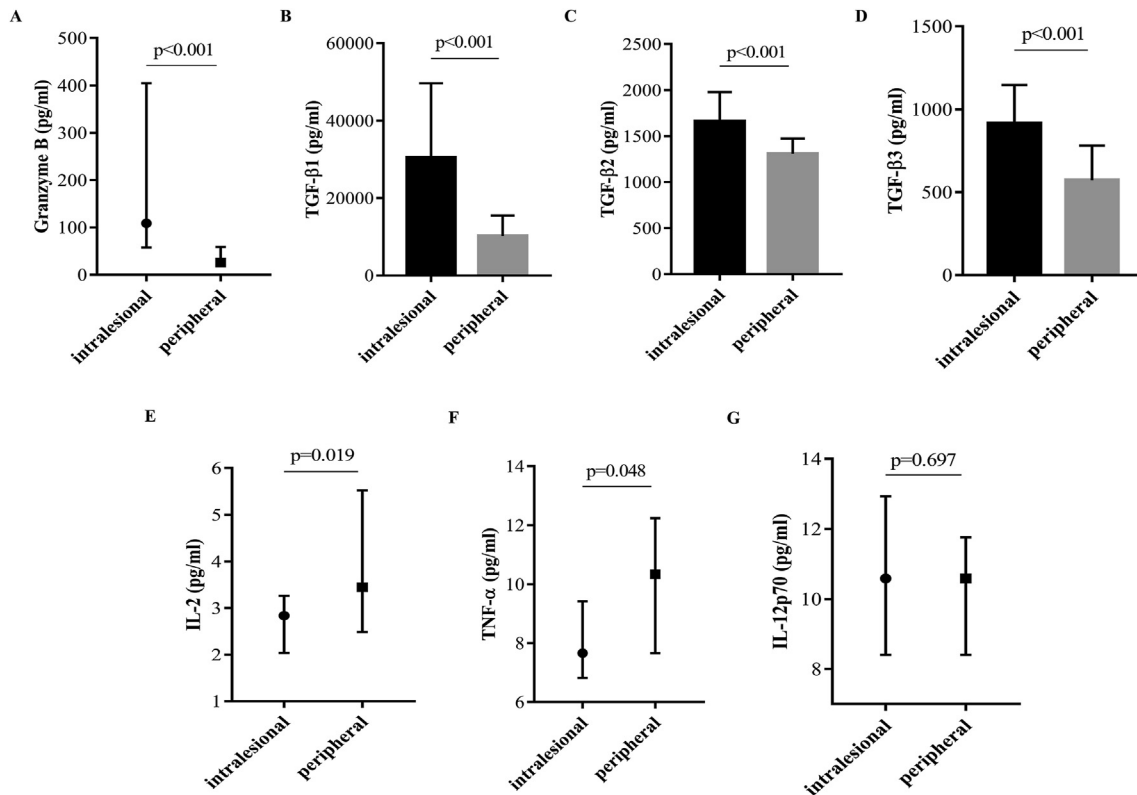 A
Granzyme B (pg/ml)
500
400
300
200
100
0
p<0.001
intralesional
peripheral
B
TGF-β1 (pg/ml)
60000
40000
20000
0
p<0.001
intralesional
peripheral
C
TGF-β2 (pg/ml)
2500
2000
1500
1000
500
0
p<0.001
intralesional
peripheral
D
TGF-β3 (pg/ml)
1500
1000
500
0
p<0.001
intralesional
peripheral
E
IL-2 (pg/ml)
6
5
4
3
2
1
p=0.019
intralesional
peripheral
F
TNF-α (pg/ml)
14
12
10
8
6
p=0.048
intralesional
peripheral
G
IL-12p70 (pg/ml)
14
12
10
8
p=0.697
intralesional
peripheral